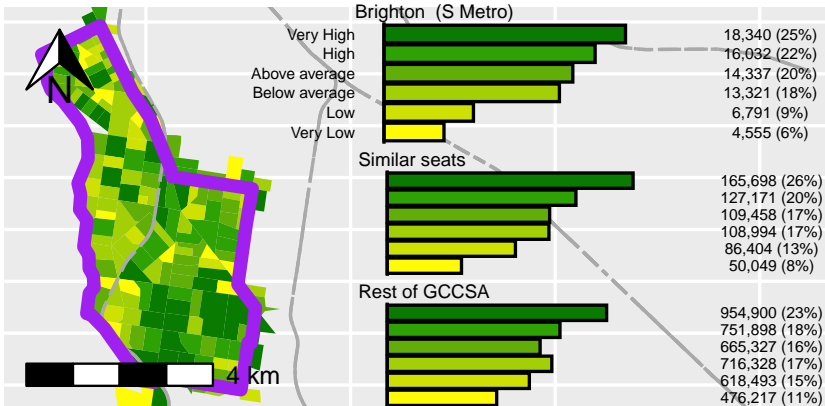 Brighton (S Metro)
Very High 18,340 (25%)
High 16,032 (22%)
Above average 14,337 (20%)
Below average 13,321 (18%)
Low 6,791 (9%)
Very Low 4,555 (6%)
N
Similar seats
165,698 (26%)
127,171 (20%)
109,458 (17%)
108,994 (17%)
86,404 (13%)
50,049 (8%)
Rest of GCCSA
954,900 (23%)
751,898 (18%)
665,327 (16%)
716,328 (17%)
618,493 (15%)
476,217 (11%)
4 km